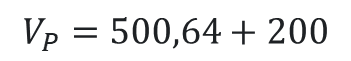 V_P = 500,64 + 200